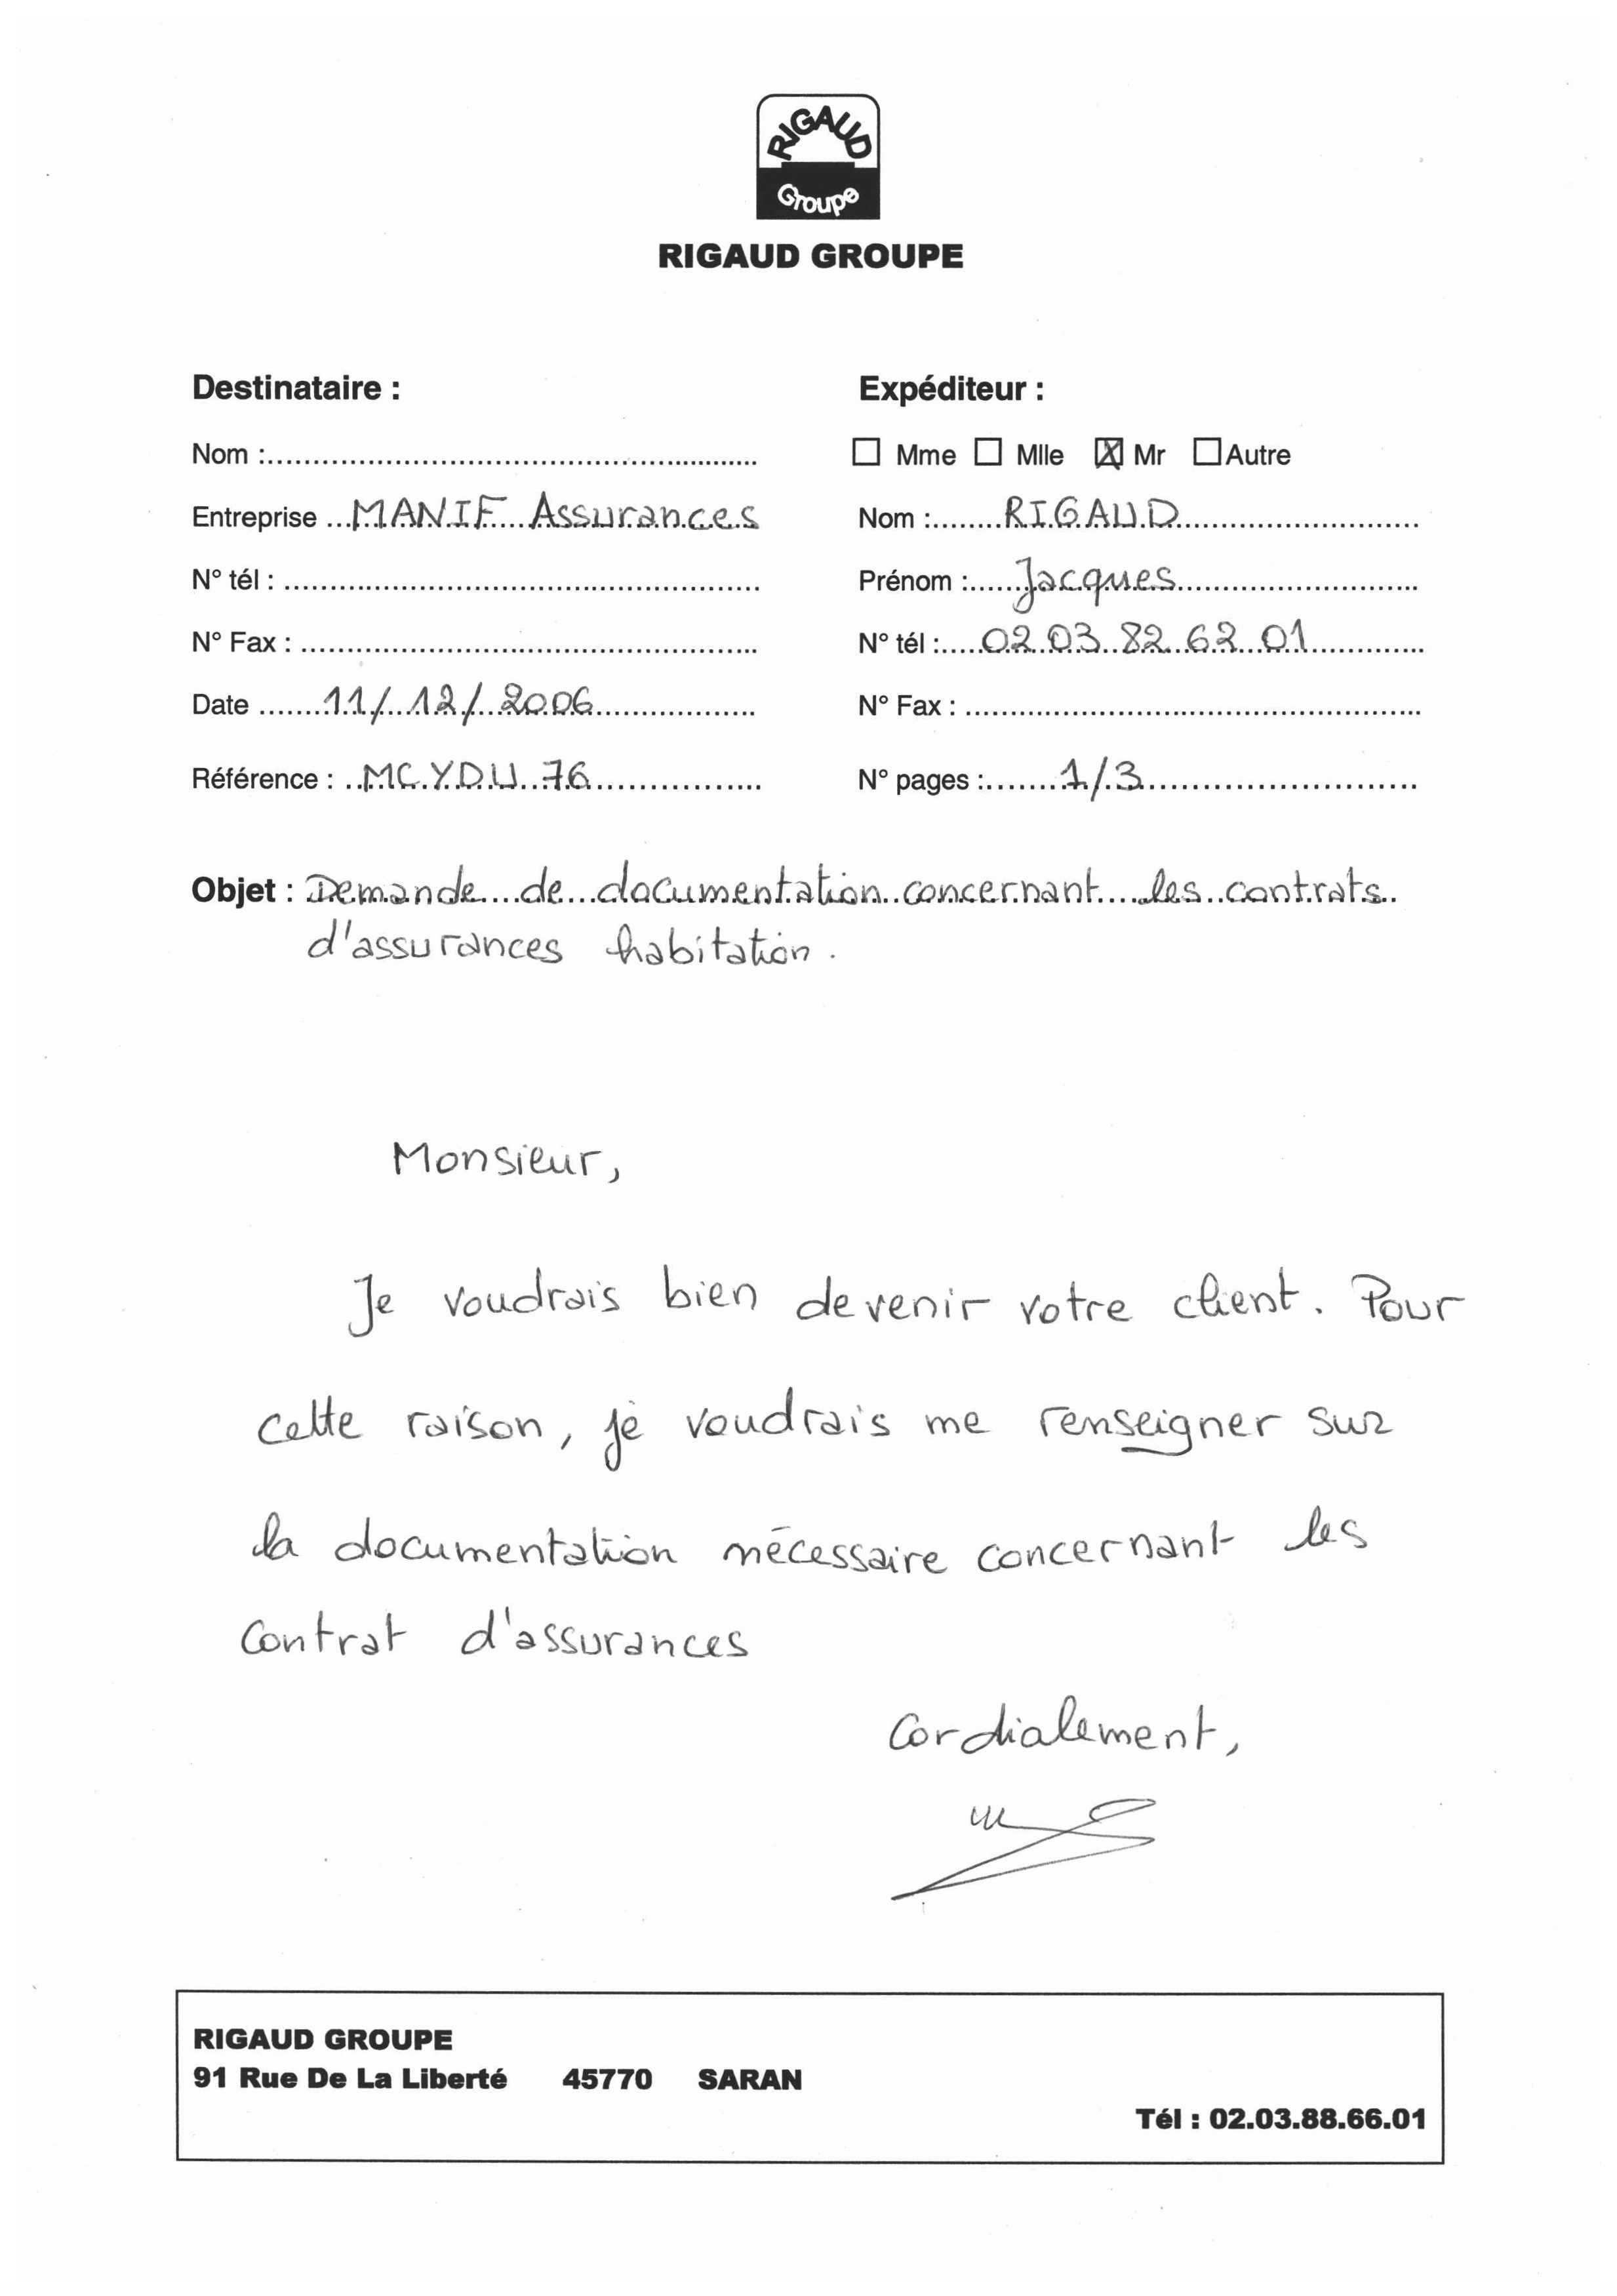 RIGAUD
Groupe
RIGAUD GROUPE
Destinataire :
Nom :
Entreprise MANIF Assurances
N° tél :
N° Fax :
Date 11/12/2006
Référence : MCYDU 76
Expéditeur :
Mme Mlle Mr Autre
Nom : RIGAUD
Prénom : Jacques
N° tél : 02 03 82 62 01
N° Fax :
N° pages : 1/3
Objet : Demande de documentation concernant les contrats
d'assurances habitation.
Monsieur,
Je voudrais bien devenir votre client. Pour
cette raison, je voudrais me renseigner sur
la documentation nécessaire concernant les
contrat d'assurances
Cordialement,
RIGAUD GROUPE
91 Rue De La Liberté 45770 SARAN
Tél : 02.03.88.66.01